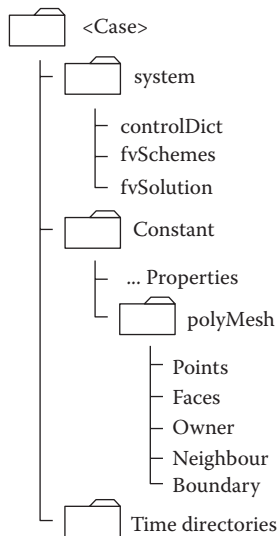 <Case>
system
controlDict
fvSchemes
fvSolution
Constant
... Properties
polyMesh
Points
Faces
Owner
Neighbour
Boundary
Time directories